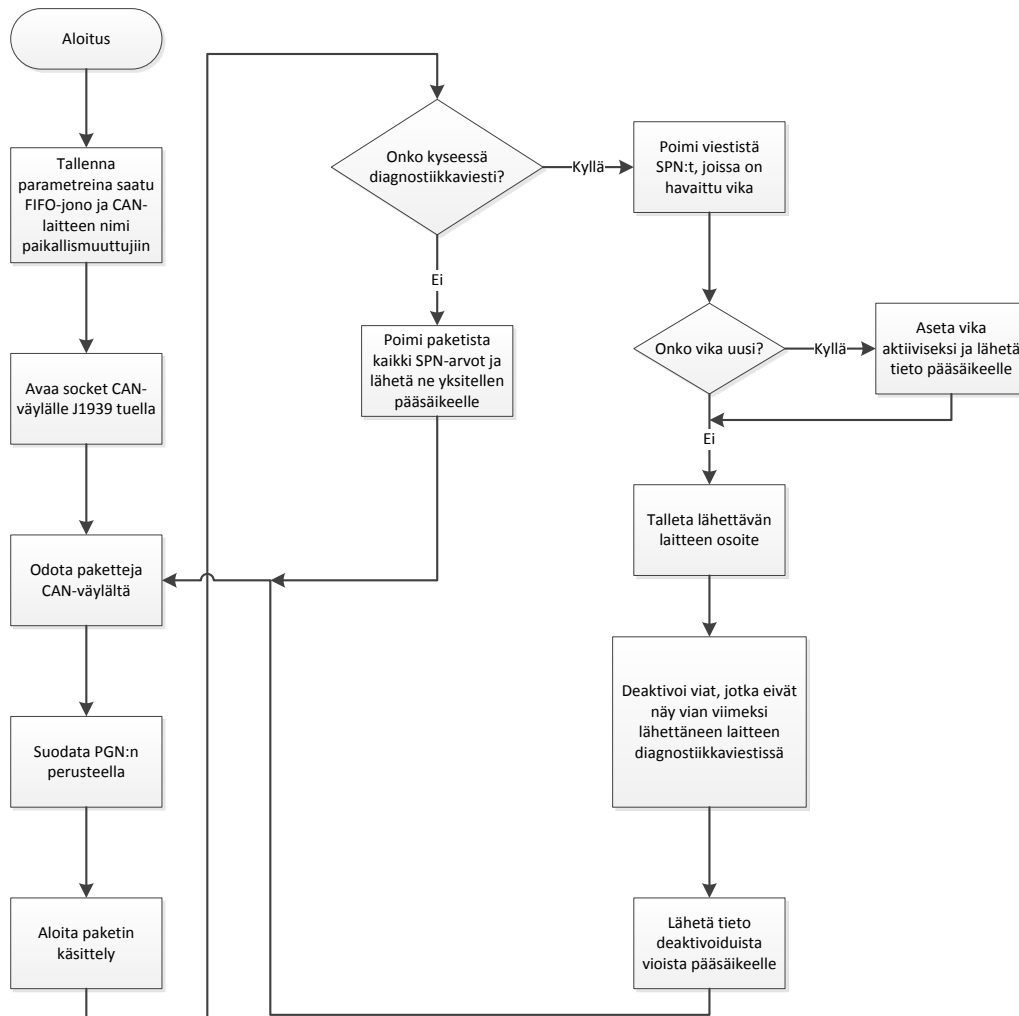 Aloitus
Tallenna
parametreina saatu
FIFO-jono ja CAN-
laitteen nimi
paikallismuuttujiin
Avaa socket CAN-
väylälle J1939 tuella
Odota paketteja
CAN-väylältä
Suodata PGN:n
perusteella
Aloita paketin
käsittely
Onko kyseessä
diagnostiikkaviesti?
Kyllä
Ei
Poimi paketista
kaikki SPN-arvot ja
lähetä ne yksitellen
pääsäikeelle
Poimi viestistä
SPN:t, joissa on
havaittu vika
Onko vika uusi?
Kyllä
Aseta vika
aktiiviseksi ja lähetä
tieto pääsäikeelle
Ei
Talleta lähettävän
laitteen osoite
Deaktivoi viat, jotka eivät
näy vian viimeksi
lähettäneen laitteen
diagnostiikkaviestissä
Lähetä tieto
deaktivoiduista
vioista pääsäikeelle